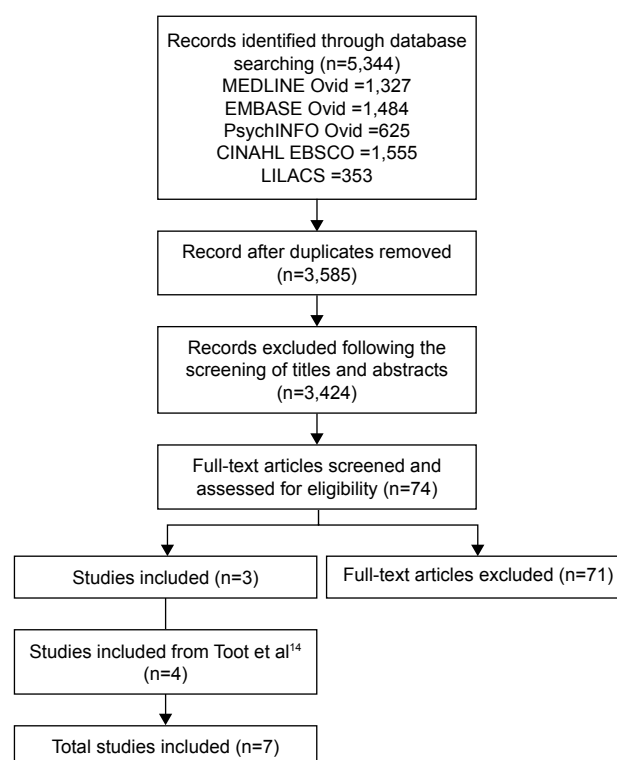 Records identified through database
searching (n=5,344)
MEDLINE Ovid =1,327
EMBASE Ovid =1,484
PsychINFO Ovid =625
CINAHL EBSCO =1,555
LILACS =353
Record after duplicates removed
(n=3,585)
Records excluded following the
screening of titles and abstracts
(n=3,424)
Full-text articles screened and
assessed for eligibility (n=74)
Studies included (n=3)
Full-text articles excluded (n=71)
Studies included from Toot et al¹⁴
(n=4)
Total studies included (n=7)